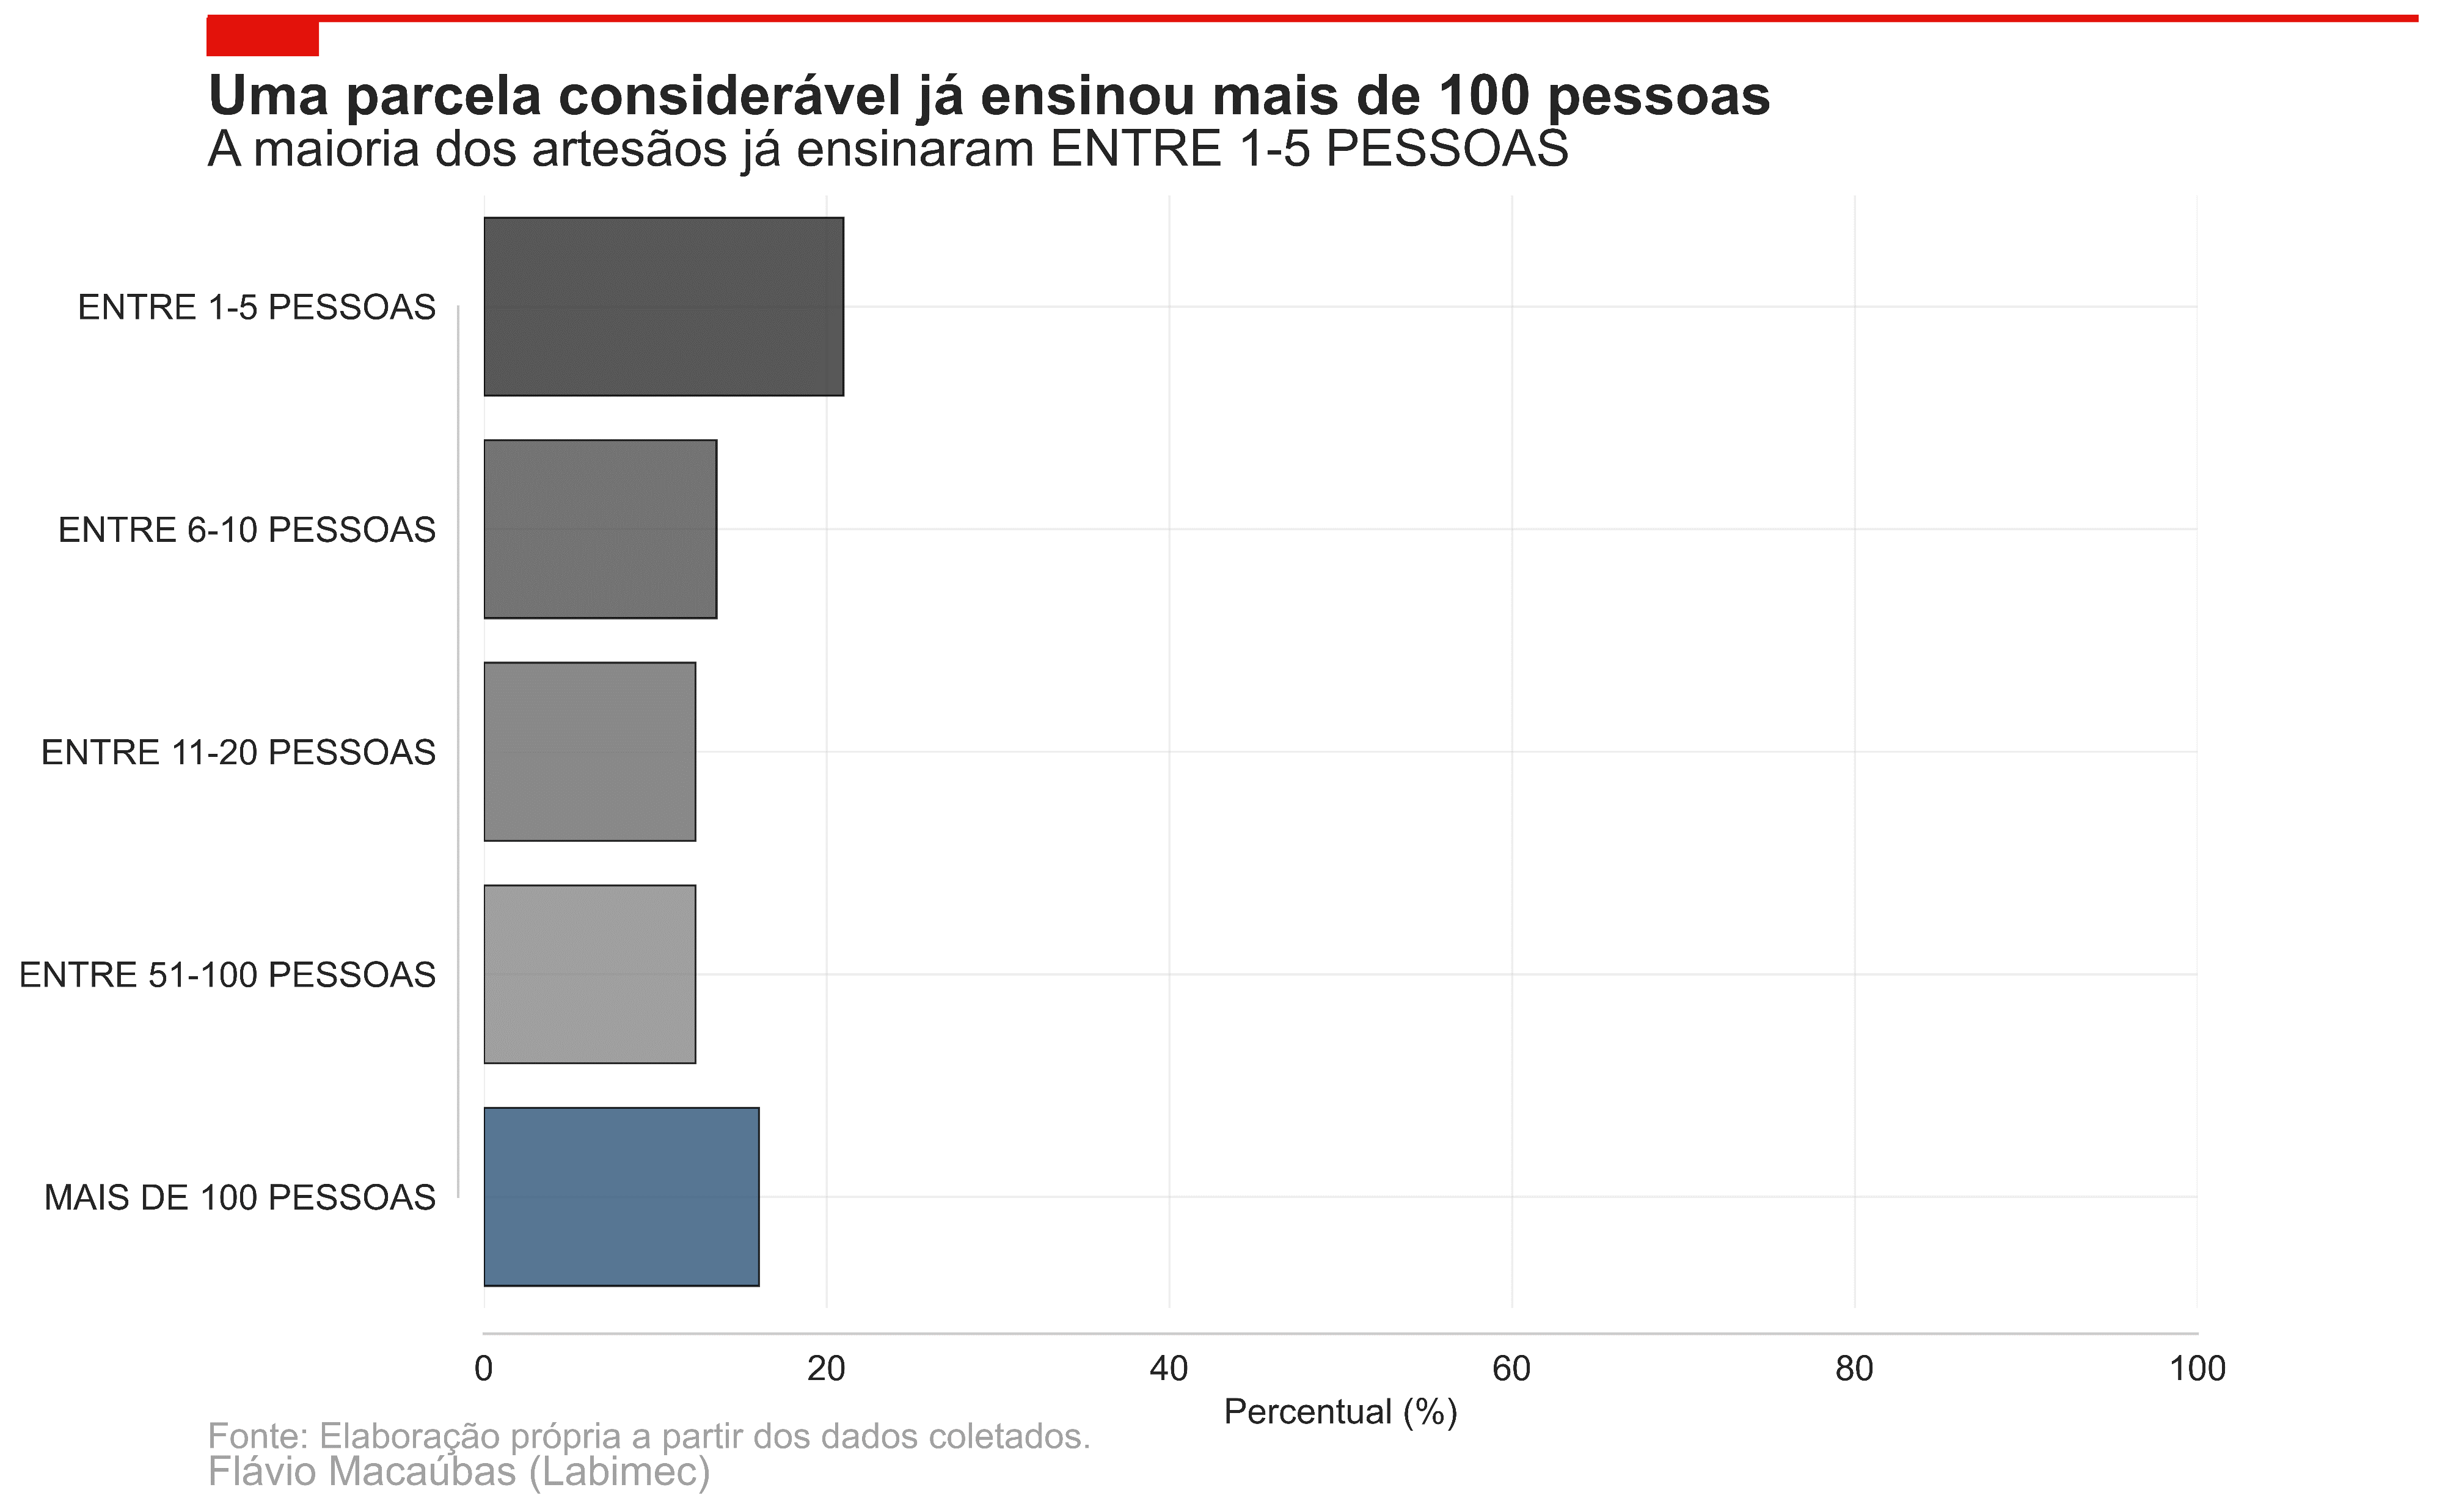 Uma parcela considerável já ensinou mais de 100 pessoas
A maioria dos artesãos já ensinaram ENTRE 1-5 PESSOAS
ENTRE 1-5 PESSOAS
ENTRE 6-10 PESSOAS
ENTRE 11-20 PESSOAS
ENTRE 51-100 PESSOAS
MAIS DE 100 PESSOAS
0 20 40 60 80 100
Percentual (%)
Fonte: Elaboração própria a partir dos dados coletados.
Flávio Macaúbas (Labimec)